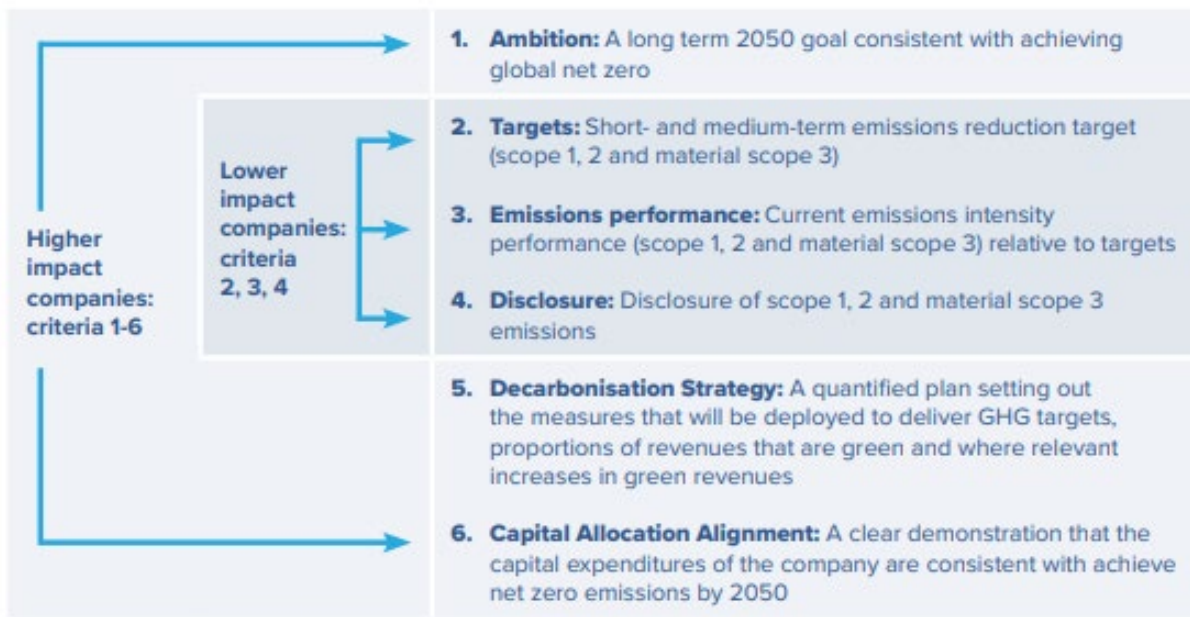 1. Ambition: A long term 2050 goal consistent with achieving
global net zero
Lower
impact
companies:
criteria
2, 3, 4
2. Targets: Short- and medium-term emissions reduction target
(scope 1, 2 and material scope 3)
3. Emissions performance: Current emissions intensity
performance (scope 1, 2 and material scope 3) relative to targets
4. Disclosure: Disclosure of scope 1, 2 and material scope 3
emissions
Higher
impact
companies:
criteria 1-6
5. Decarbonisation Strategy: A quantified plan setting out
the measures that will be deployed to deliver GHG targets,
proportions of revenues that are green and where relevant
increases in green revenues
6. Capital Allocation Alignment: A clear demonstration that the
capital expenditures of the company are consistent with achieve
net zero emissions by 2050